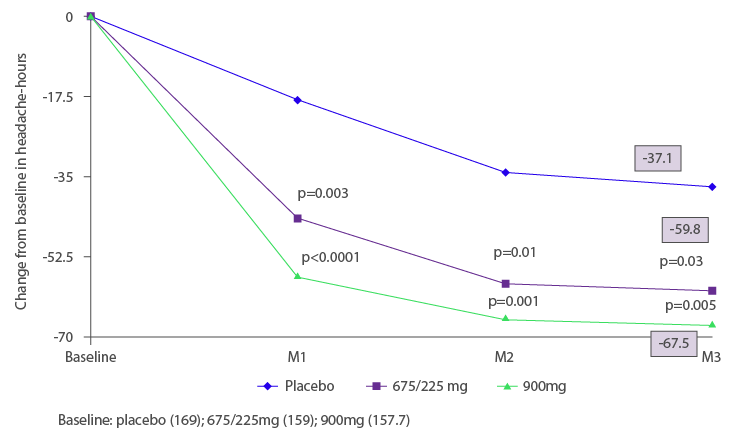 Change from baseline in headache-hours
0
-17.5
-35
-52.5
-70
-37.1
p=0.003
-59.8
p<0.0001
p=0.01
p=0.03
p=0.001
p=0.005
-67.5
Baseline M1 M2 M3
Placebo 675/225 mg 900mg
Baseline: placebo (169); 675/225mg (159); 900mg (157.7)